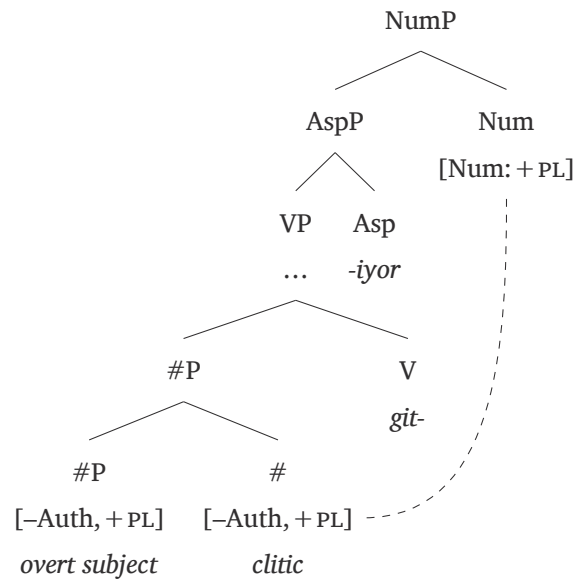 NumP
AspP Num
[Num: + PL]
VP Asp
... -iyor
#P V
git-
#P #
[–Auth, + PL] [–Auth, + PL]
overt subject clitic